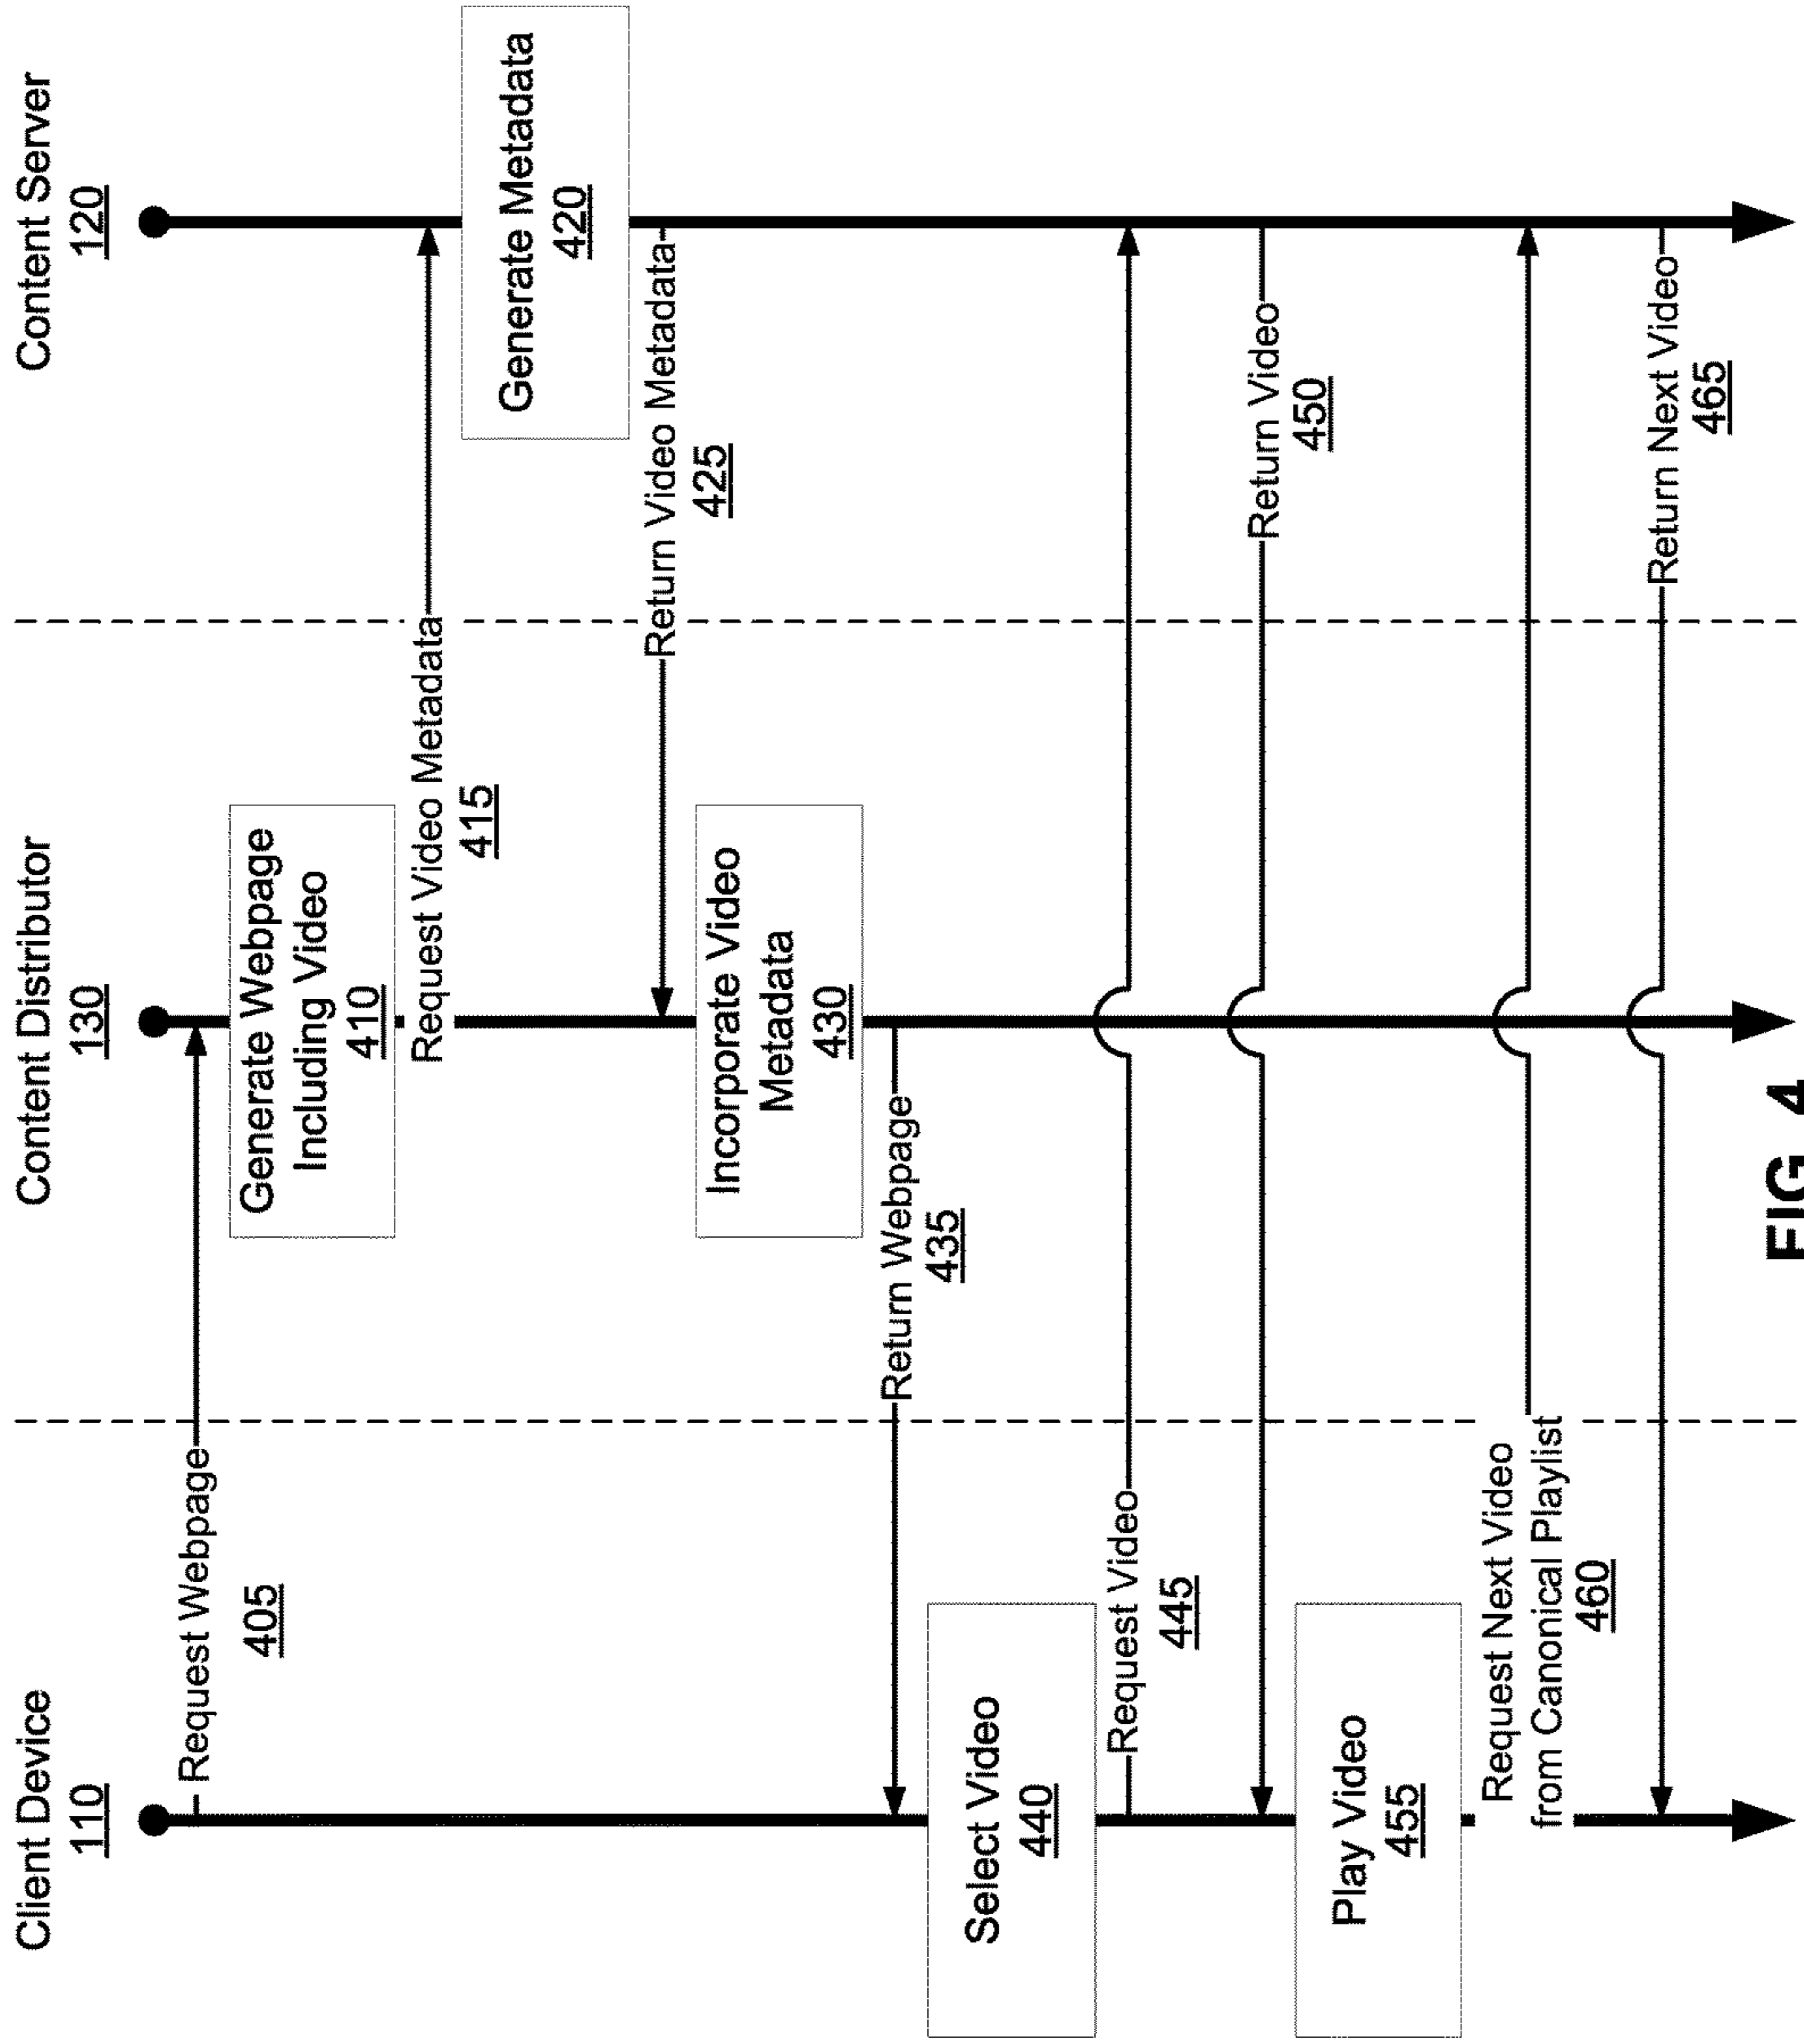 Client Device
110
Content Distributor
130
Content Server
120
Request Webpage
405
Generate Webpage
Including Video
410
Request Video Metadata
415
Generate Metadata
420
Return Video Metadata
425
Incorporate Video
Metadata
430
Return Webpage
435
Select Video
440
Request Video
445
Return Video
450
Play Video
455
Request Next Video
from Canonical Playlist
460
Return Next Video
465
FIG. 4